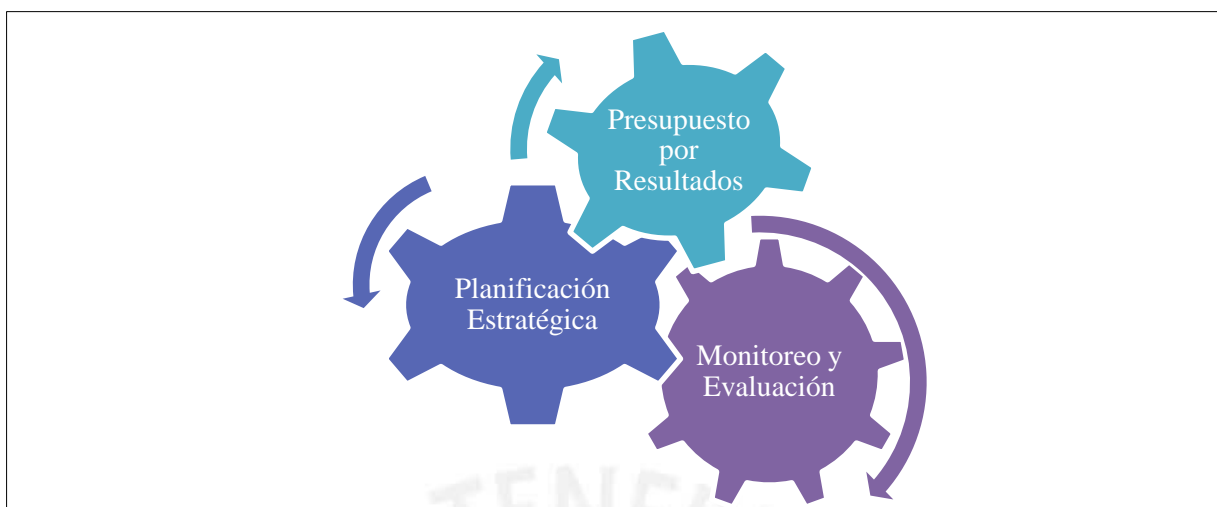 Presupuesto
por
Resultados
Planificación
Estratégica
Monitoreo y
Evaluación